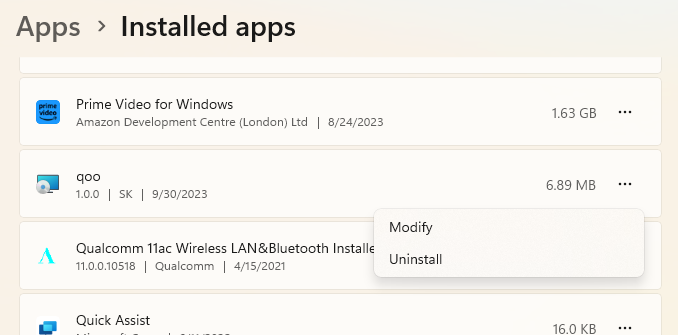 Apps > Installed apps
Prime Video for Windows
Amazon Development Centre (London) Ltd | 8/24/2023
1.63 GB
prime video
qoo
1.0.0 | SK | 9/30/2023
6.89 MB
Modify
Uninstall
Qualcomm 11ac Wireless LAN&Bluetooth Installe
11.0.0.10518 | Qualcomm | 4/15/2021
Quick Assist
16.0 KB